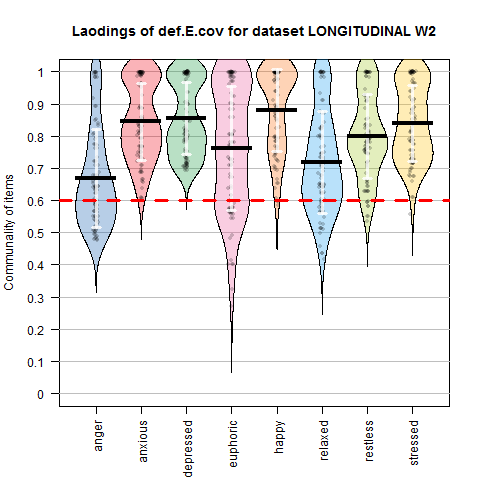 Laodings of def.E.cov for dataset LONGITUDINAL W2
Communality of items
1
0.9
0.8
0.7
0.6
0.5
0.4
0.3
0.2
0.1
0
anger
anxious
depressed
euphoric
happy
relaxed
restless
stressed